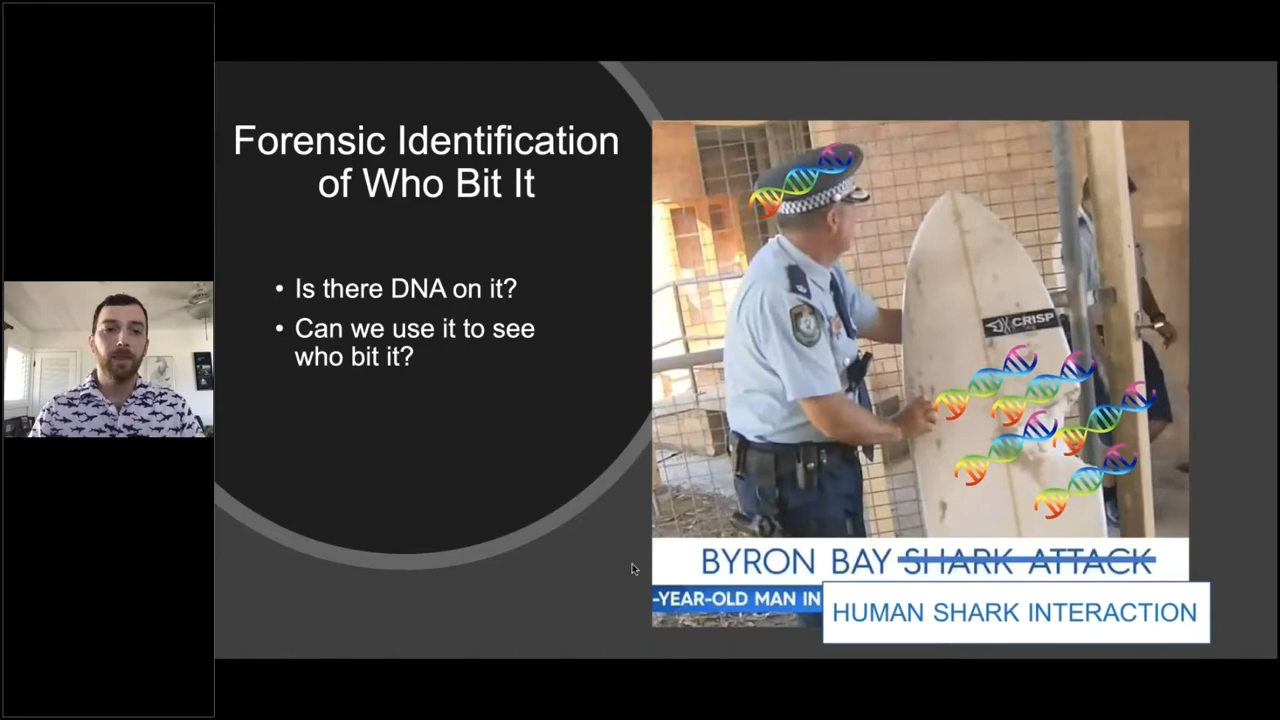 Forensic Identification
of Who Bit It
• Is there DNA on it?
• Can we use it to see
who bit it?
CRISP
BYRON BAY SHARK ATTACK
-YEAR-OLD MAN IN
HUMAN SHARK INTERACTION